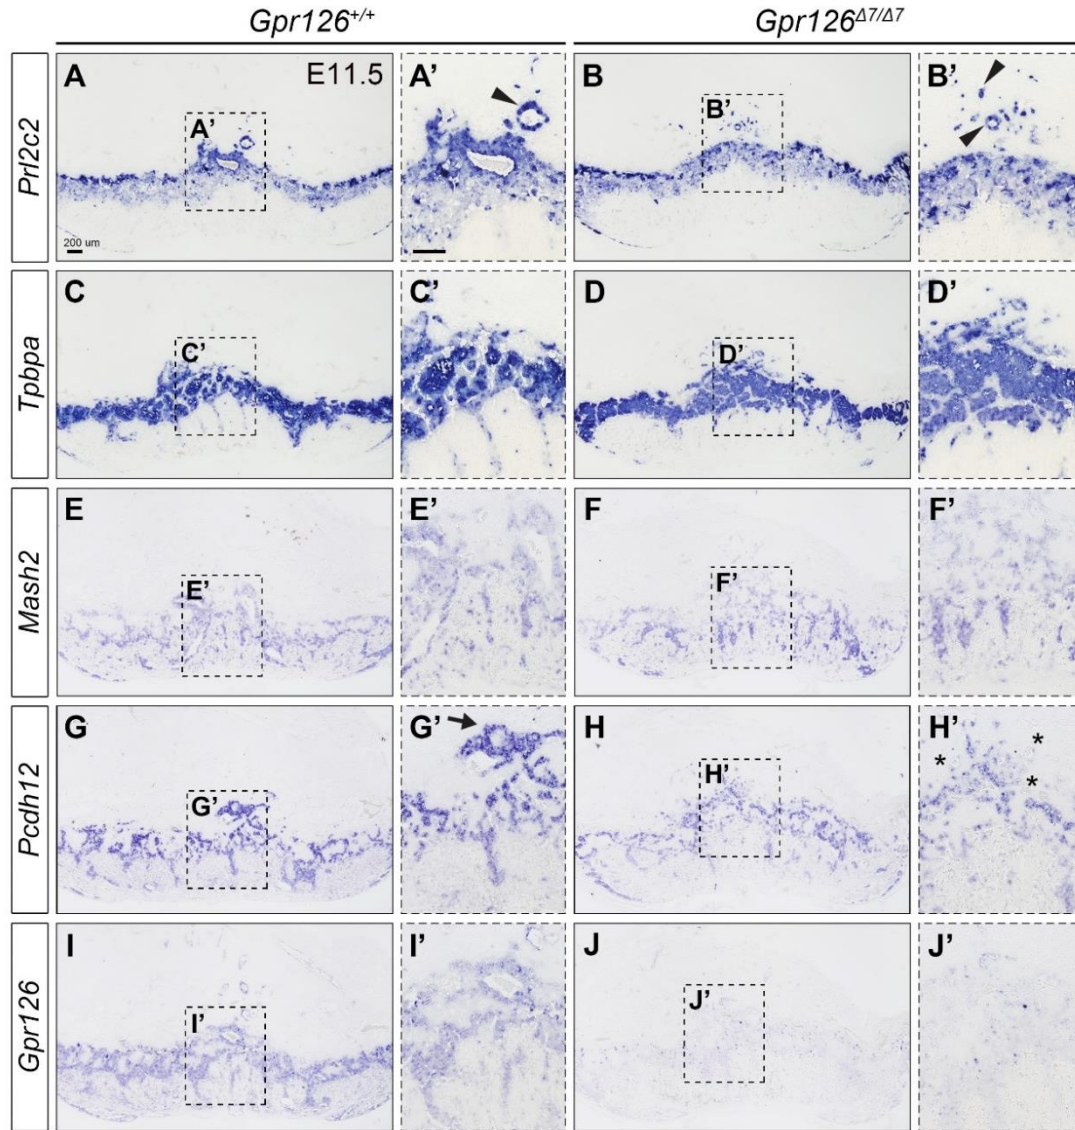 Gpr126+/+ Gpr126Δ7/Δ7
Prl2c2
A E11.5 A’ B B’
A’ B’
200 um
Tpbpa
C C’ D D’
C’ D’
Mash2
E E’ F F’
E’ F’
Pcdh12
G G’ H H’
G’ H’
* * *
Gpr126
I I’ J J’
I’ J’